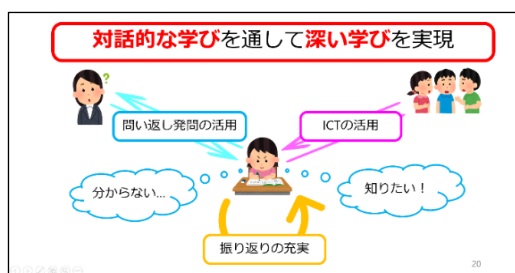 対話的な学びを通して深い学びを実現
?
問い返し発問の活用
ICTの活用
分からない…
知りたい！
振り返りの充実
20